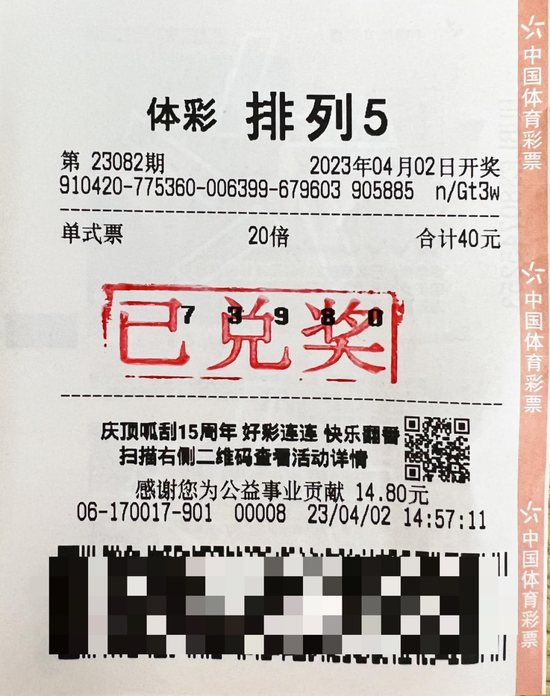 体彩 排列5
第 23082期 2023年04月02日开奖
910420-775360-006399-679603 905885 n/Gt3w
单式票 20倍 合计40元
7 3 9 8 0
已兑奖
庆顶呱刮15周年 好彩连连 快乐翻番
扫描右侧二维码查看活动详情
感谢您为公益事业贡献 14.80元
06-170017-901 00008 23/04/02 14:57:11
中国体育彩票
中国体育彩票
中国体育彩票